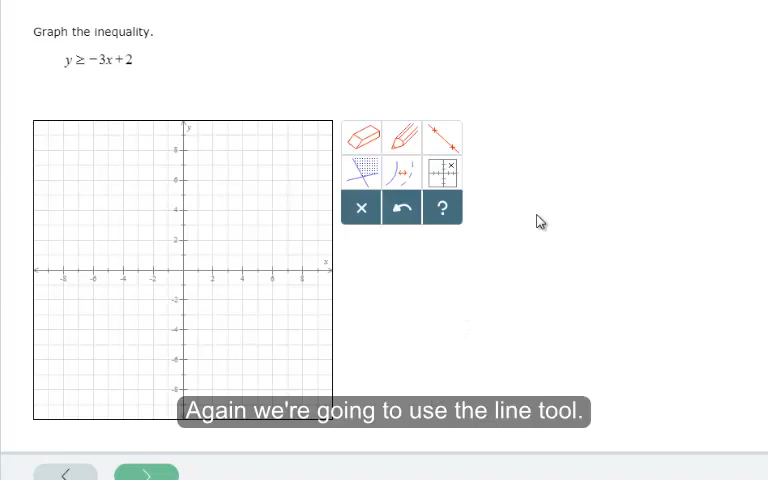 Graph the inequality.
y ≥ −3x + 2
y
8
6
4
2
x
-8 -6 -4 -2 2 4 6 8
-2
-4
-6
-8
?
Again we're going to use the line tool.